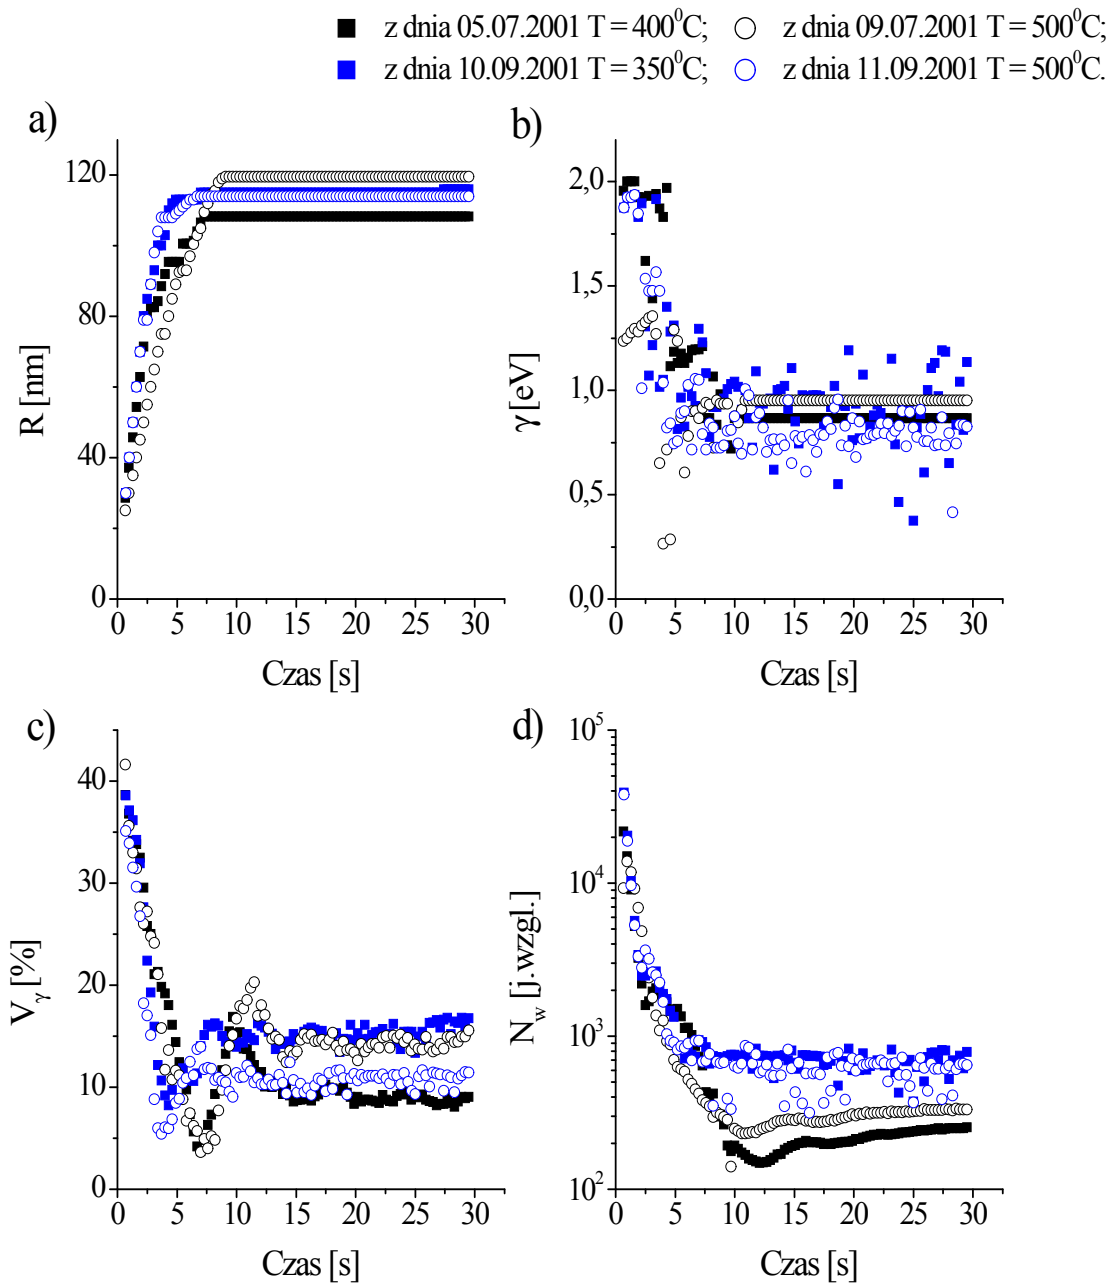 z dnia 05.07.2001 T = 400⁰C; z dnia 09.07.2001 T = 500⁰C;
z dnia 10.09.2001 T = 350⁰C; z dnia 11.09.2001 T = 500⁰C.
a)
120
80
40
0
R [nm]
0 5 10 15 20 25 30
Czas [s]
b)
2,0
1,5
1,0
0,5
0,0
γ [eV]
0 5 10 15 20 25 30
Czas [s]
c)
40
30
20
10
0
V_γ [%]
0 5 10 15 20 25 30
Czas [s]
d)
10⁵
10⁴
10³
10²
N_w [j.wzgl.]
0 5 10 15 20 25 30
Czas [s]